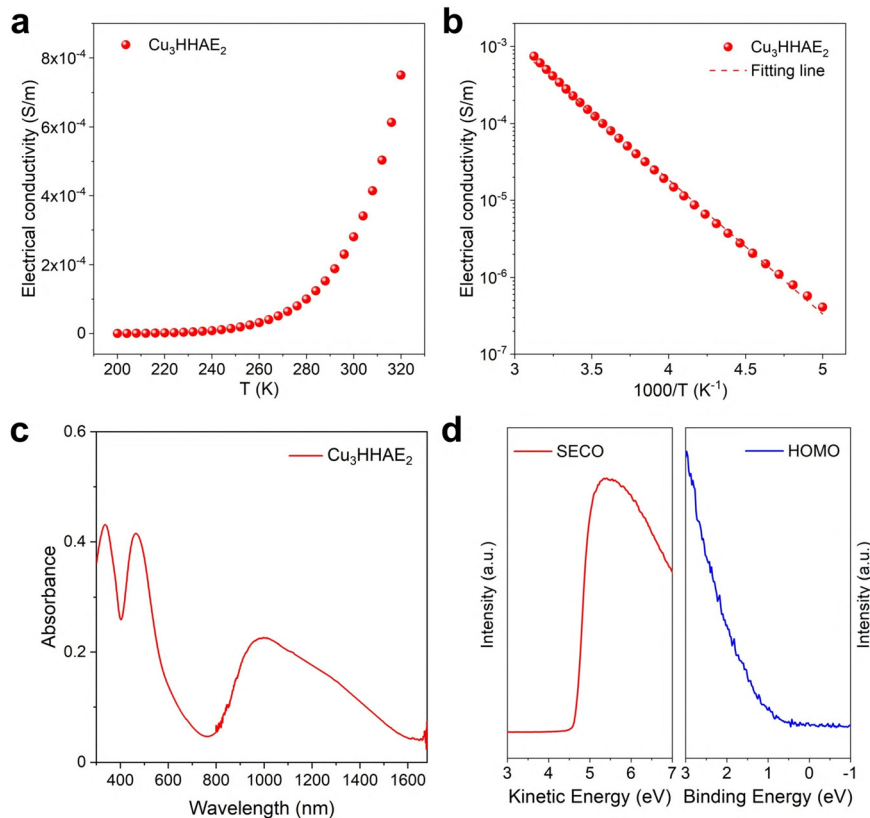 a
Cu₃HHAE₂
8x10⁻⁴
6x10⁻⁴
4x10⁻⁴
2x10⁻⁴
0
200 220 240 260 280 300 320
T (K)
Electrical conductivity (S/m)
b
Cu₃HHAE₂
Fitting line
10⁻³
10⁻⁴
10⁻⁵
10⁻⁶
10⁻⁷
3 3.5 4 4.5 5
1000/T (K⁻¹)
Electrical conductivity (S/m)
c
Cu₃HHAE₂
0.6
0.4
0.2
0
400 600 800 1000 1200 1400 1600
Wavelength (nm)
Absorbance
d
SECO
3 4 5 6 7
Kinetic Energy (eV)
Intensity (a.u.)
HOMO
3 2 1 0 -1
Binding Energy (eV)
Intensity (a.u.)